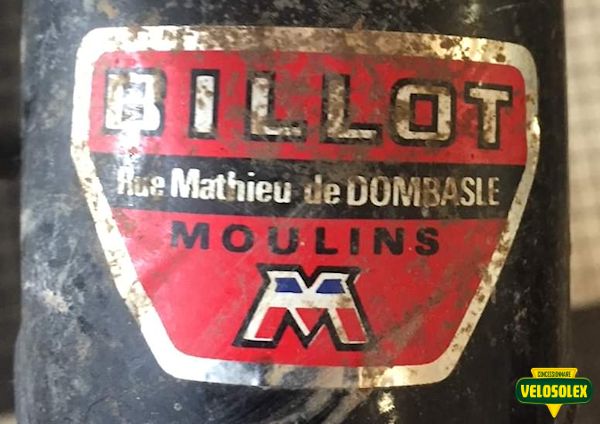 BILLOT
Rue Mathieu de DOMBASLE
MOULINS
M
CONCESSIONNAIRE
VELOSOLEX